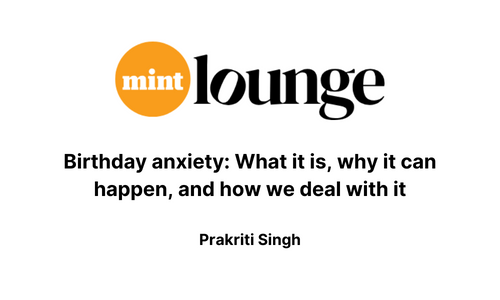 mint lounge
Birthday anxiety: What it is, why it can
happen, and how we deal with it
Prakriti Singh